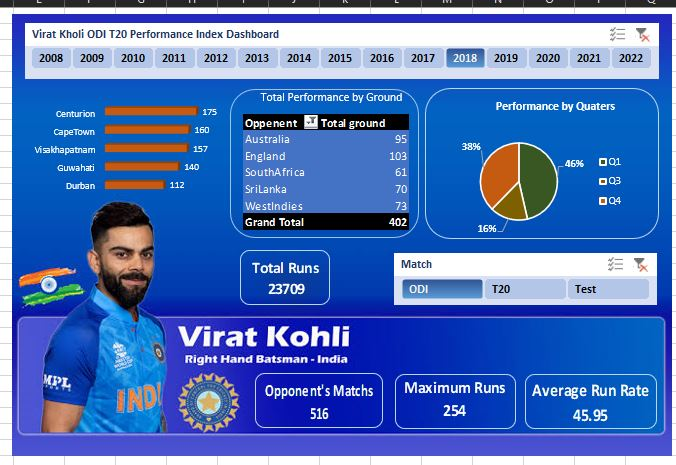 Virat Kholi ODI T20 Performance Index Dashboard
2008 2009 2010 2011 2012 2013 2014 2015 2016 2017 2018 2019 2020 2021 2022
Centurion 175
CapeTown 160
Visakhapatnam 157
Guwahati 140
Durban 112
Total Performance by Ground
Oppenent Total ground
Australia 95
England 103
SouthAfrica 61
SriLanka 70
WestIndies 73
Grand Total 402
Performance by Quaters
38%
46%
16%
Q1
Q3
Q4
Total Runs
23709
Match
ODI T20 Test
Virat Kohli
Right Hand Batsman - India
MPL
INDI
Opponent's Matchs
516
Maximum Runs
254
Average Run Rate
45.95